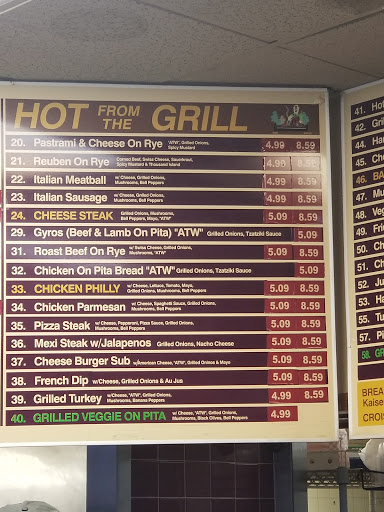 HOT FROM THE GRILL
20. Pastrami & Cheese On Rye "ATW", Grilled Onions, Spicy Mustard 4.99 8.59
21. Reuben On Rye Corned Beef, Swiss Cheese, Sauerkraut, Spicy Mustard & Thousand Island 4.99 8.59
22. Italian Meatball w/ Cheese, Grilled Onions, Mushrooms, Bell Peppers 4.99 8.59
23. Italian Sausage w/ Cheese, Grilled Onions, Mushrooms, Bell Peppers 4.99 8.59
24. CHEESE STEAK Grilled Onions, Mushrooms, Bell Peppers, Mayo, "ATW" 5.09 8.59
29. Gyros (Beef & Lamb On Pita) "ATW" Grilled Onions, Tzatziki Sauce 5.09
31. Roast Beef On Rye w/ Swiss Cheese, Grilled Onions, Mushrooms, "ATW" 5.09 8.59
32. Chicken On Pita Bread "ATW" Grilled Onions, Tzatziki Sauce 5.09
33. CHICKEN PHILLY w/ Cheese, Lettuce, Tomato, Mayo, Grilled Onions, Mushrooms, Bell Peppers 5.09 8.59
34. Chicken Parmesan w/ Cheese, Spaghetti Sauce, Grilled Onions, Mushrooms, Bell Peppers 5.09 8.59
35. Pizza Steak w/ Cheese, Pepperoni, Pizza Sauce, Grilled Onions, Mushrooms, Bell Peppers 5.09 8.59
36. Mexi Steak w/Jalapenos Grilled Onions, Nacho Cheese 5.09 8.59
37. Cheese Burger Sub w/American Cheese, "ATW", Grilled Onions & Mayo 5.09 8.59
38. French Dip w/Cheese, Grilled Onions & Au Jus 5.09 8.59
39. Grilled Turkey w/Cheese, "ATW", Grilled Onions, Mushrooms, Banana Peppers 4.99 8.59
40. GRILLED VEGGIE ON PITA w/ Cheese, "ATW", Grilled Onions, Mushrooms, Black Olives, Bell Peppers 4.99
41.
42.
44.
45.
46.
47.
48.
49.
50.
51.
52.
53.
55.
57.
58.
BREA
Kaise
CROIS